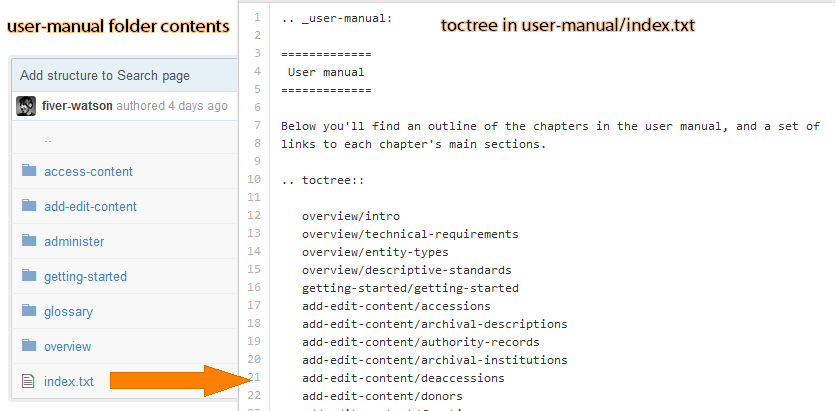 user-manual folder contents
Add structure to Search page
fiver-watson authored 4 days ago
..
access-content
add-edit-content
administer
getting-started
glossary
overview
index.txt
toctree in user-manual/index.txt
1 .. _user-manual:
2
3 =============
4 User manual
5 =============
6
7 Below you'll find an outline of the chapters in the user manual, and a set of
8 links to each chapter's main sections.
9
10 .. toctree::
11
12 overview/intro
13 overview/technical-requirements
14 overview/entity-types
15 overview/descriptive-standards
16 getting-started/getting-started
17 add-edit-content/accessions
18 add-edit-content/archival-descriptions
19 add-edit-content/authority-records
20 add-edit-content/archival-institutions
21 add-edit-content/deaccessions
22 add-edit-content/donors